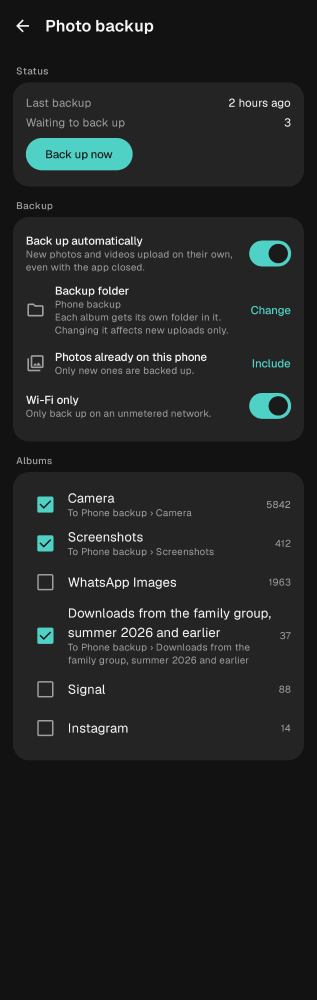 Photo backup
Status
Last backup 2 hours ago
Waiting to back up 3
Back up now
Backup
Back up automatically
New photos and videos upload on their own,
even with the app closed.
Backup folder
Phone backup
Each album gets its own folder in it.
Changing it affects new uploads only.
Change
Photos already on this phone
Only new ones are backed up.
Include
Wi-Fi only
Only back up on an unmetered network.
Albums
Camera
To Phone backup › Camera
5842
Screenshots
To Phone backup › Screenshots
412
WhatsApp Images 1963
Downloads from the family group,
summer 2026 and earlier
To Phone backup › Downloads from the
family group, summer 2026 and earlier
37
Signal 88
Instagram 14